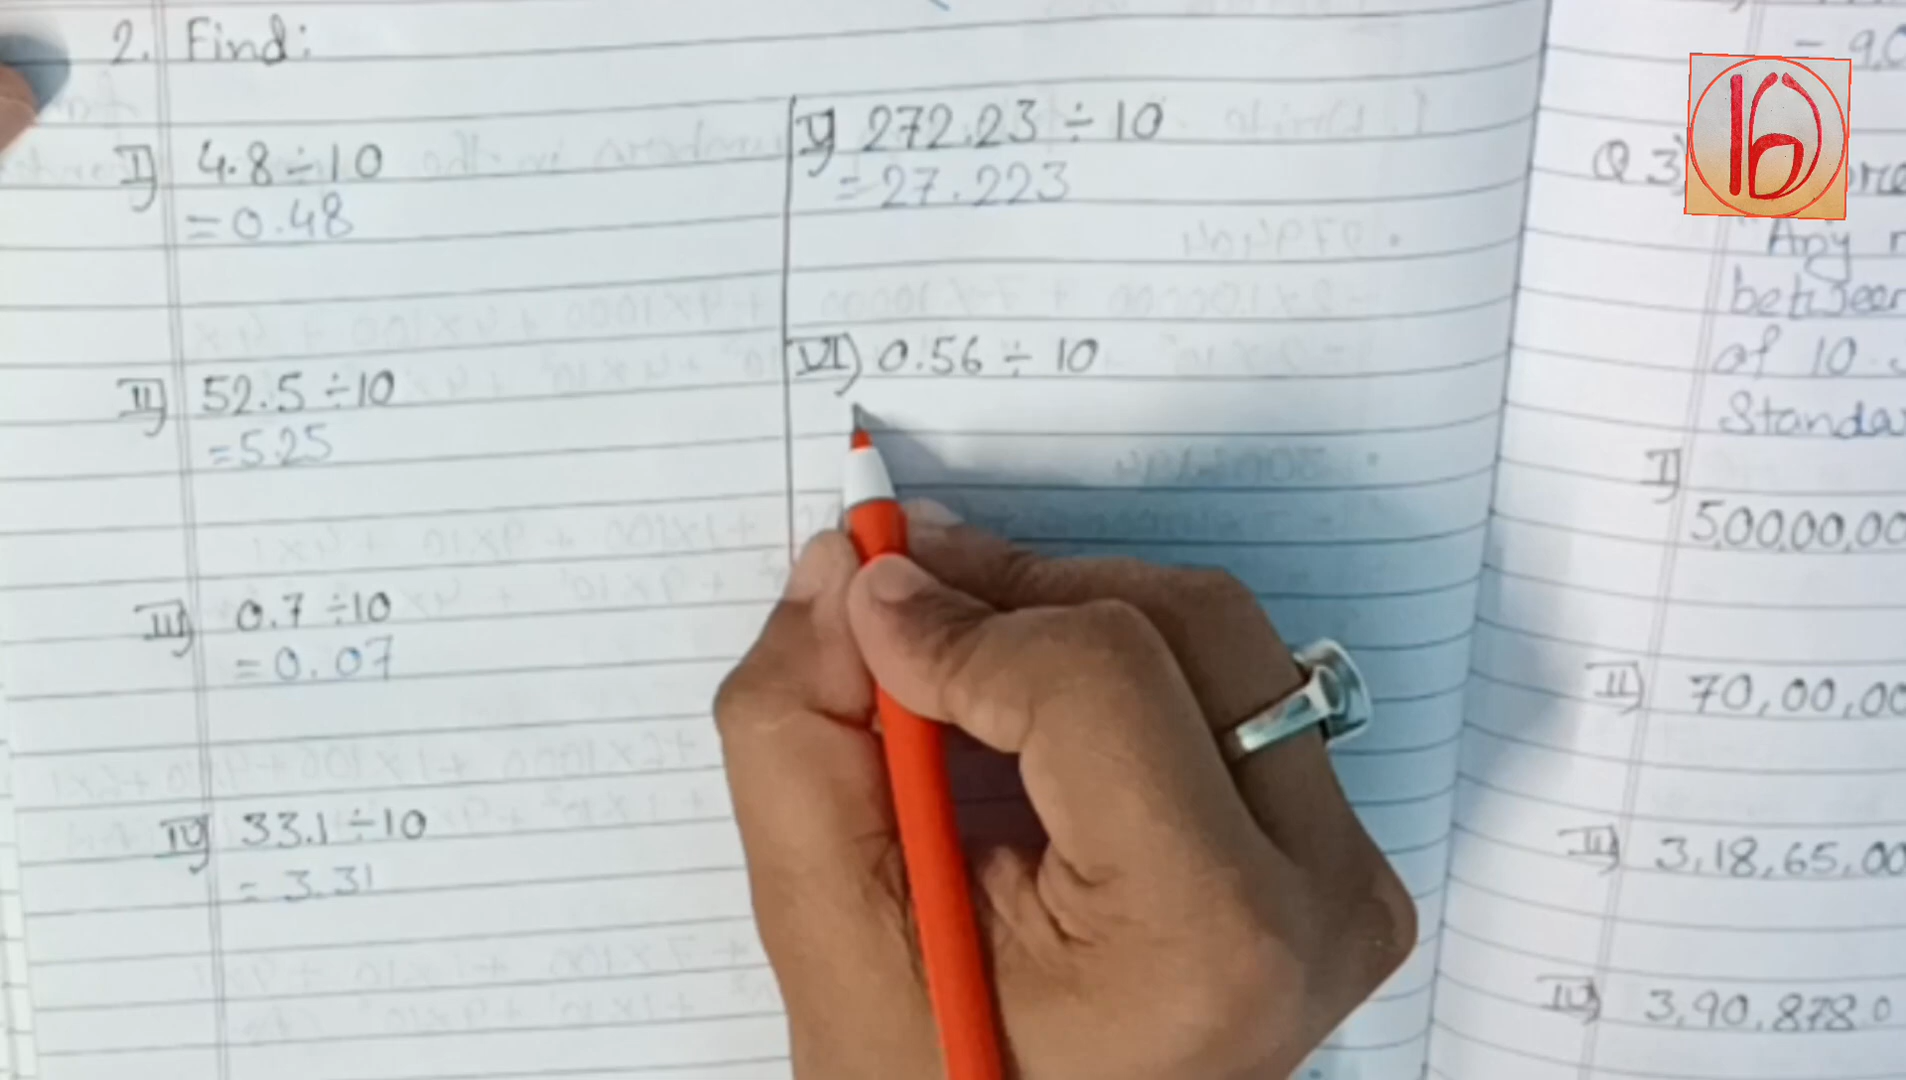 2. Find:
I) 4.8 ÷ 10
= 0.48
II) 52.5 ÷ 10
= 5.25
III) 0.7 ÷ 10
= 0.07
IV) 33.1 ÷ 10
= 3.31
V) 272.23 ÷ 10
= 27.223
VI) 0.56 ÷ 10
- 9.0
Q 3)
Any
between
of 10
Standa
I)
5,00,00,00
II) 70,00,00
III) 3,18,65,00
IV) 3,90,878 0